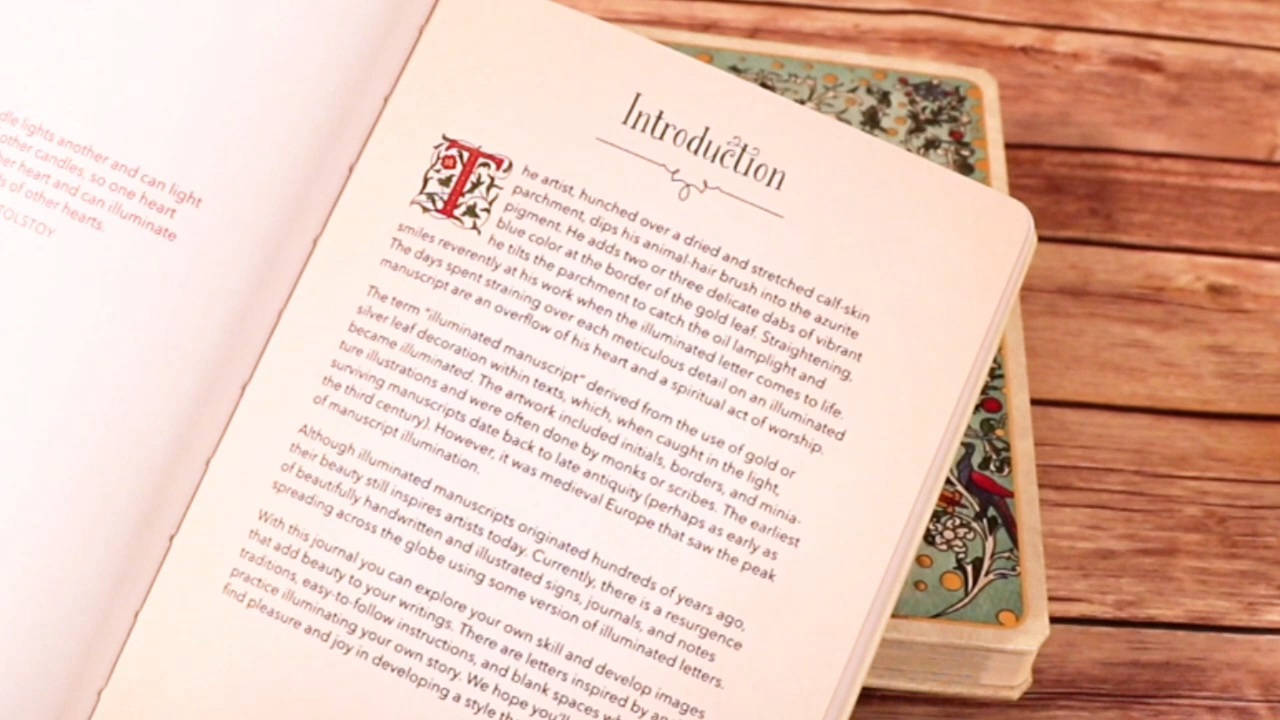 dle lights another and can light
other candles, so one heart
er heart and can illuminate
s of other hearts.
TOLSTOY
Introduction
The artist, hunched over a dried and stretched calf-skin
parchment, dips his animal-hair brush into the azurite
pigment. He adds two or three delicate dabs of vibrant
blue color at the border of the gold leaf. Straightening,
he tilts the parchment to catch the oil lamplight and
smiles reverently at his work when the illuminated letter comes to life.
The days spent straining over each meticulous detail on an illuminated
manuscript are an overflow of his heart and a spiritual act of worship.
The term "illuminated manuscript" derived from the use of gold or
silver leaf decoration within texts, which, when caught in the light,
became illuminated. The artwork included initials, borders, and minia-
ture illustrations and were often done by monks or scribes. The earliest
surviving manuscripts date back to late antiquity (perhaps as early as
the third century). However, it was medieval Europe that saw the peak
of manuscript illumination.
Although illuminated manuscripts originated hundreds of years ago,
their beauty still inspires artists today. Currently, there is a resurgence
of beautifully handwritten and illustrated signs, journals, and notes
spreading across the globe using some version of illuminated letters.
With this journal you can explore your own skill and develop images
that add beauty to your writings. There are letters inspired by
traditions, easy-to-follow instructions, and blank spaces
practice illuminating your own story. We hope you'll
find pleasure and joy in developing a style